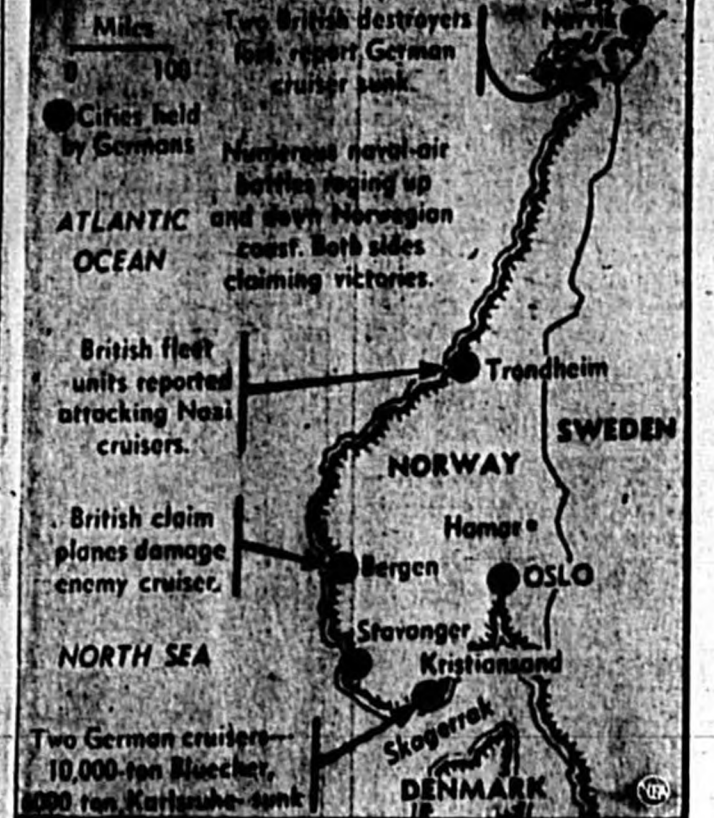 Miles
0 100
Cities held
by Germans
Two British destroyers
lost, report German
cruiser sunk.
Narvik
Numerous naval-air
battles raging up
and down Norwegian
coast. Both sides
claiming victories.
ATLANTIC
OCEAN
British fleet
units reported
attacking Nazi
cruisers.
Trondheim
SWEDEN
NORWAY
Hamar
British claim
planes damage
enemy cruiser.
Bergen
OSLO
Stavanger
Kristiansand
NORTH SEA
Skagerrak
Two German cruisers—
10,000-ton Bluecher,
6000 ton Karlsruhe-sunk
DENMARK
NEA